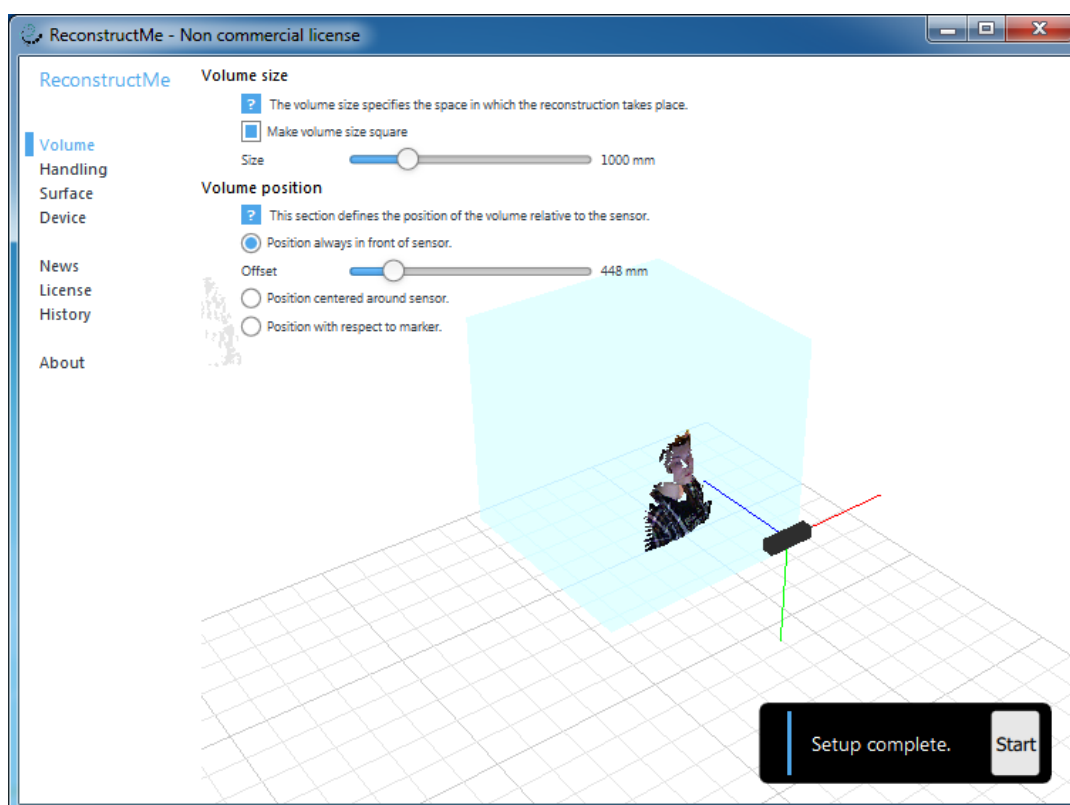 ReconstructMe - Non commercial license
ReconstructMe
Volume
Handling
Surface
Device
News
License
History
About
Volume size
? The volume size specifies the space in which the reconstruction takes place.
Make volume size square
Size 1000 mm
Volume position
? This section defines the position of the volume relative to the sensor.
Position always in front of sensor.
Offset 448 mm
Position centered around sensor.
Position with respect to marker.
Setup complete. Start